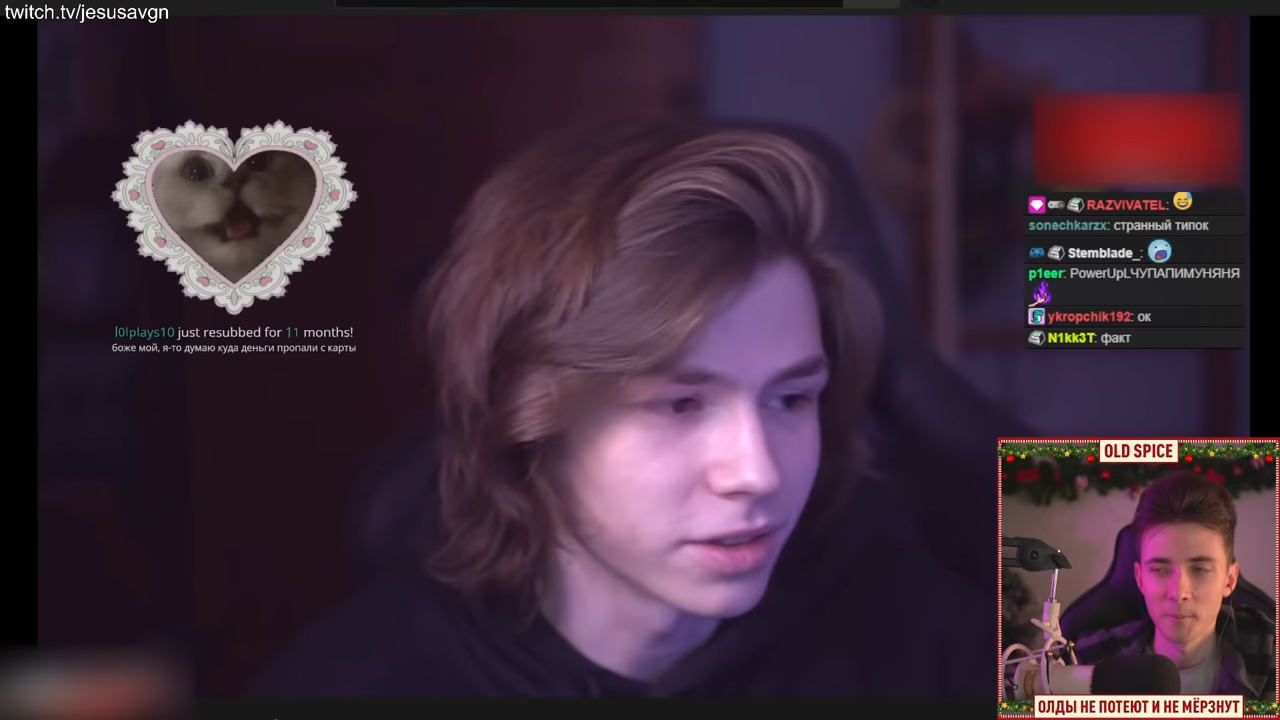 twitch.tv/jesusavgn
RAZVIVATEL:
sonechkarzx: странный типок
Stemblade_:
p1eer: PowerUpLЧУПАПИМУНЯНЯ
ykropchik192: ок
N1kk3T: факт
l0lplays10 just resubbed for 11 months!
боже мой, я-то думаю куда деньги пропали с карты
OLD SPICE
ОЛДЫ НЕ ПОТЕЮТ И НЕ МЁРЗНУТ